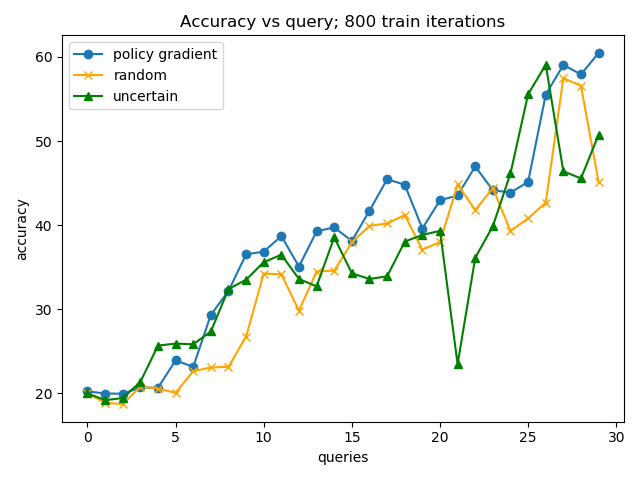 Accuracy vs query; 800 train iterations
policy gradient
random
uncertain
accuracy
60
50
40
30
20
0 5 10 15 20 25 30
queries